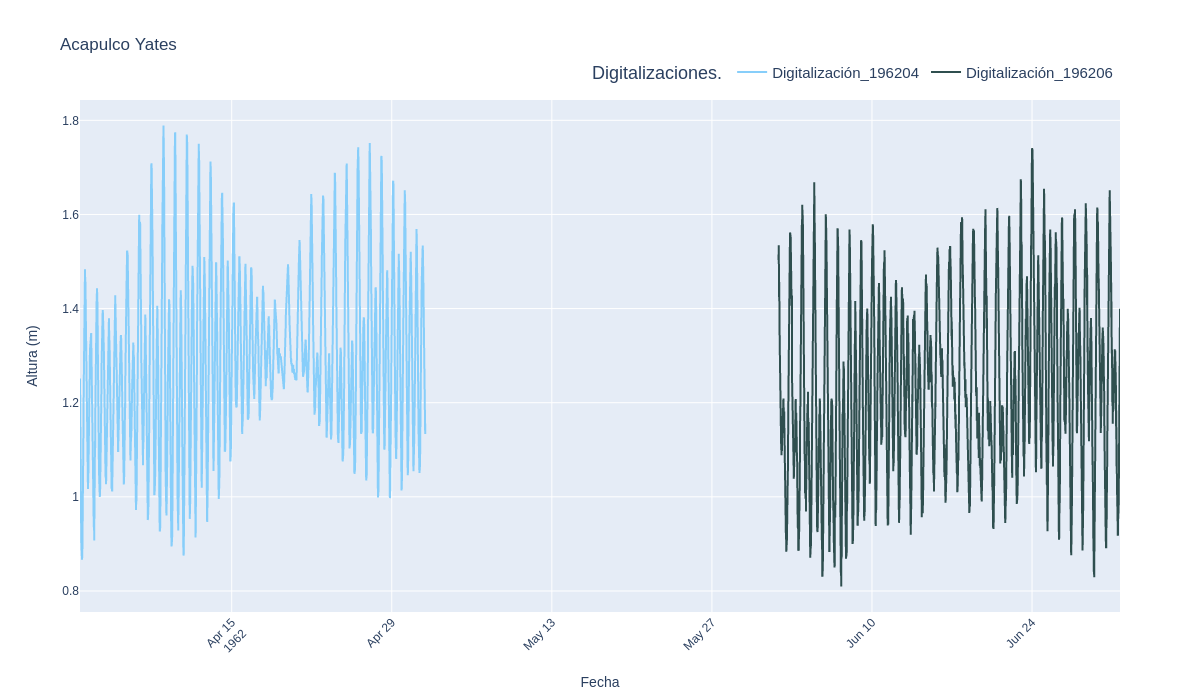 Acapulco Yates
Digitalizaciones. Digitalización_196204 Digitalización_196206
1.8
1.6
1.4
1.2
1
0.8
Altura (m)
Apr 15
1962
Apr 29
May 13
May 27
Jun 10
Jun 24
Fecha